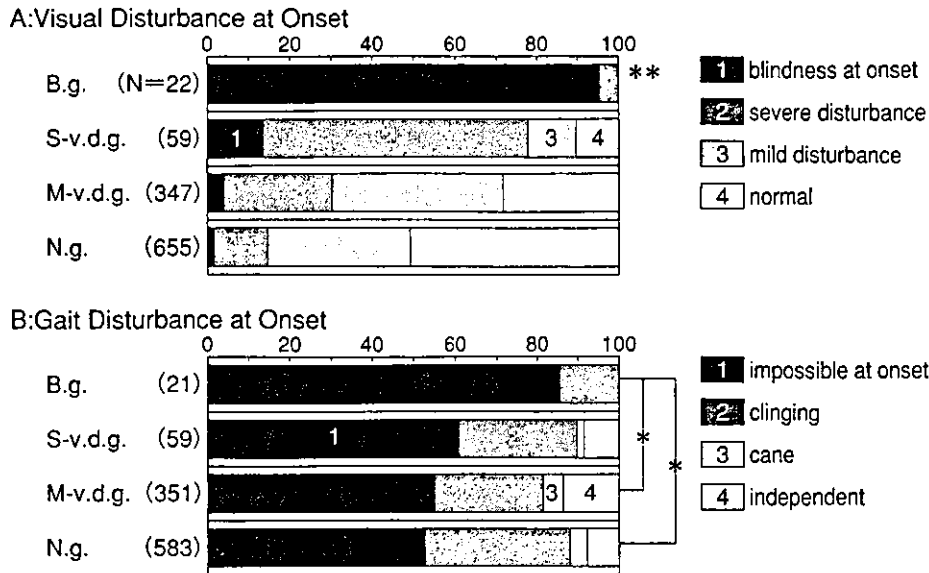 A:Visual Disturbance at Onset
0 20 40 60 80 100
B.g. (N=22) **
S-v.d.g. (59) 1 3 4
M-v.d.g. (347)
N.g. (655)
1 blindness at onset
2 severe disturbance
3 mild disturbance
4 normal
B:Gait Disturbance at Onset
0 20 40 60 80 100
B.g. (21)
S-v.d.g. (59) 1 *
M-v.d.g. (351) 3 4 *
N.g. (583)
1 impossible at onset
2 clinging
3 cane
4 independent